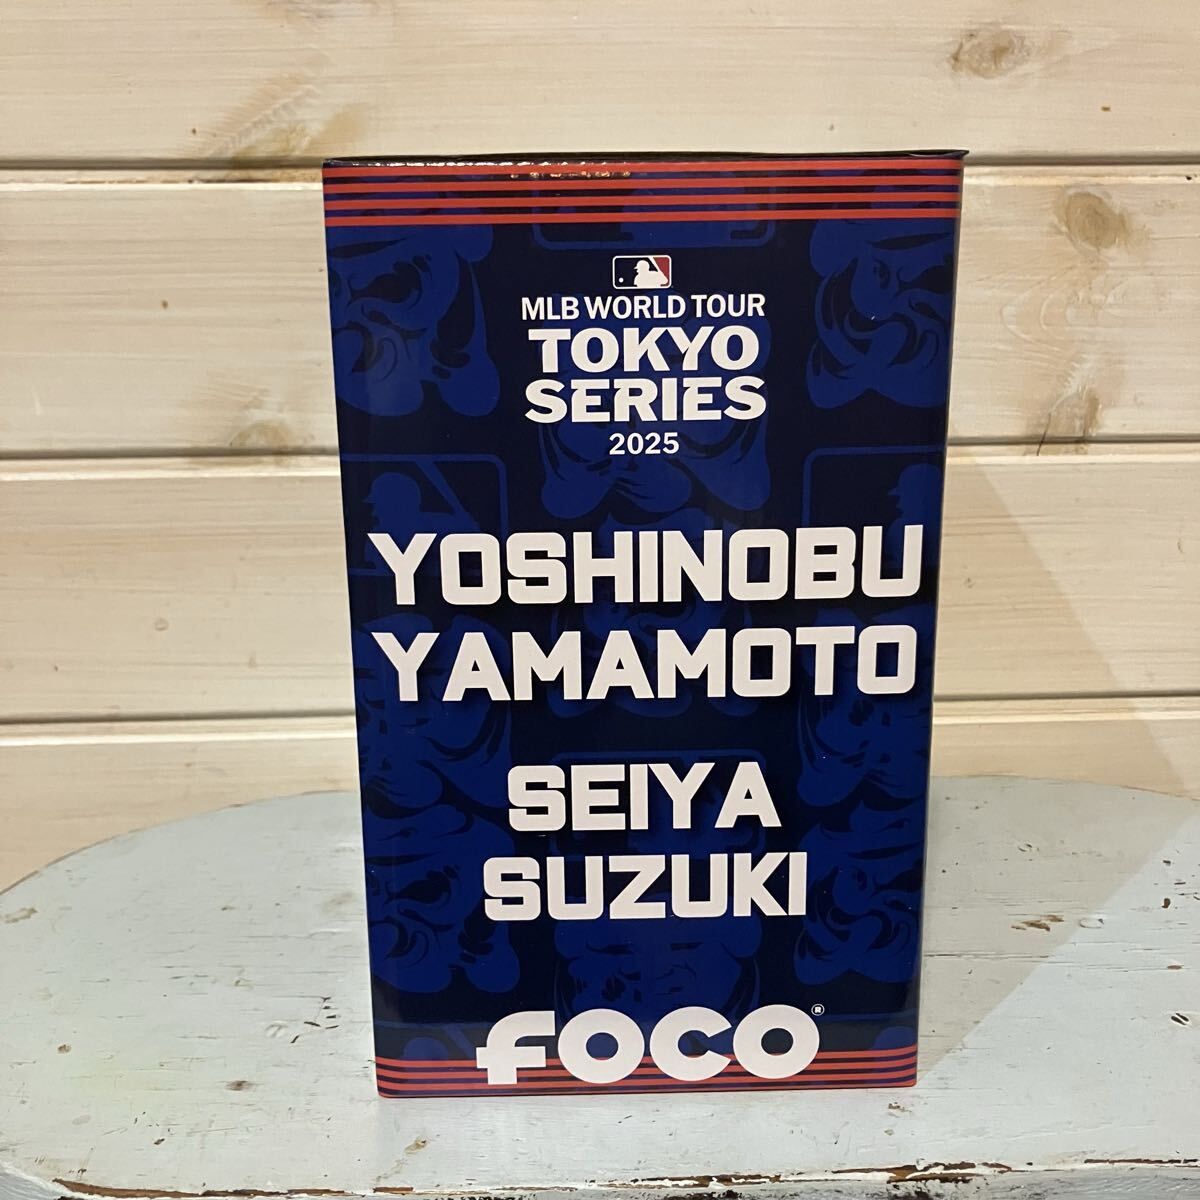 MLB WORLD TOUR
TOKYO
SERIES
2025
YOSHINOBU
YAMAMOTO
SEIYA
SUZUKI
FOCO®